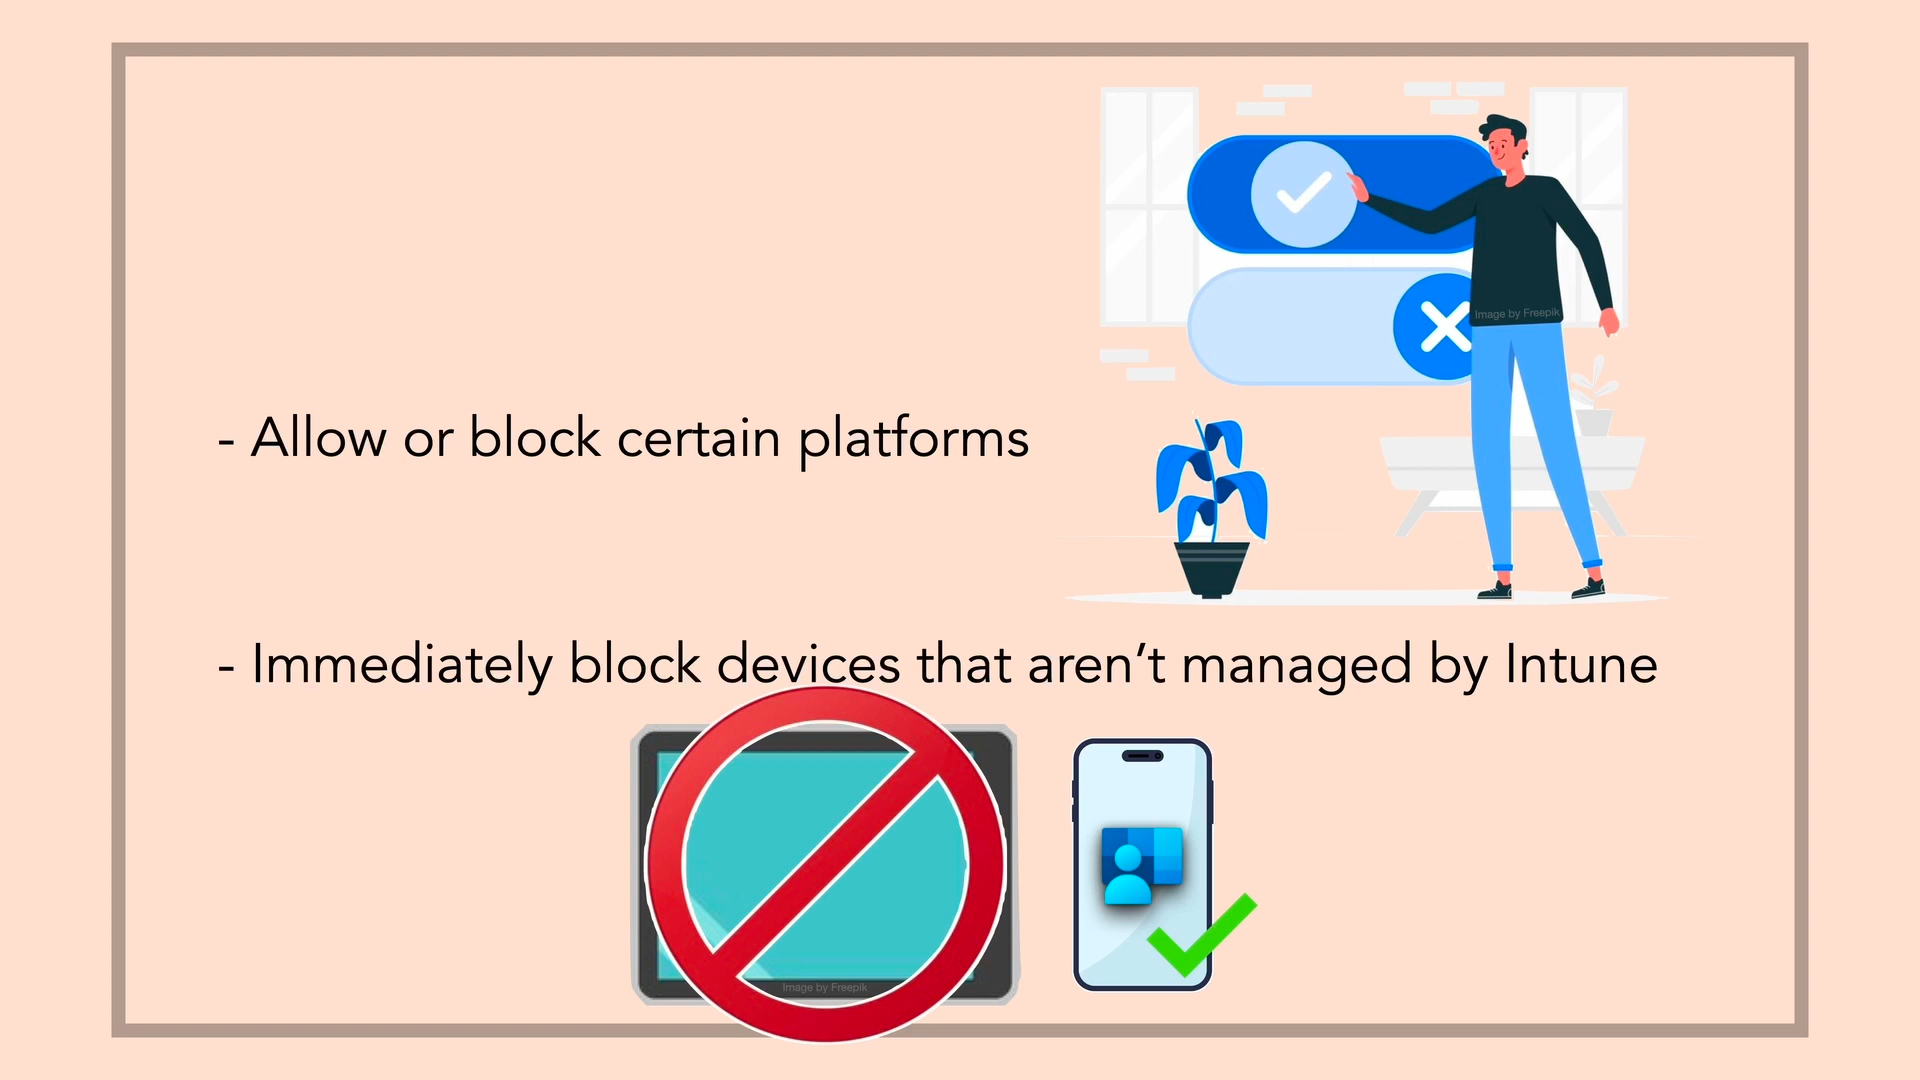 Image by Freepik
- Allow or block certain platforms
- Immediately block devices that aren’t managed by Intune
Image by Freepik